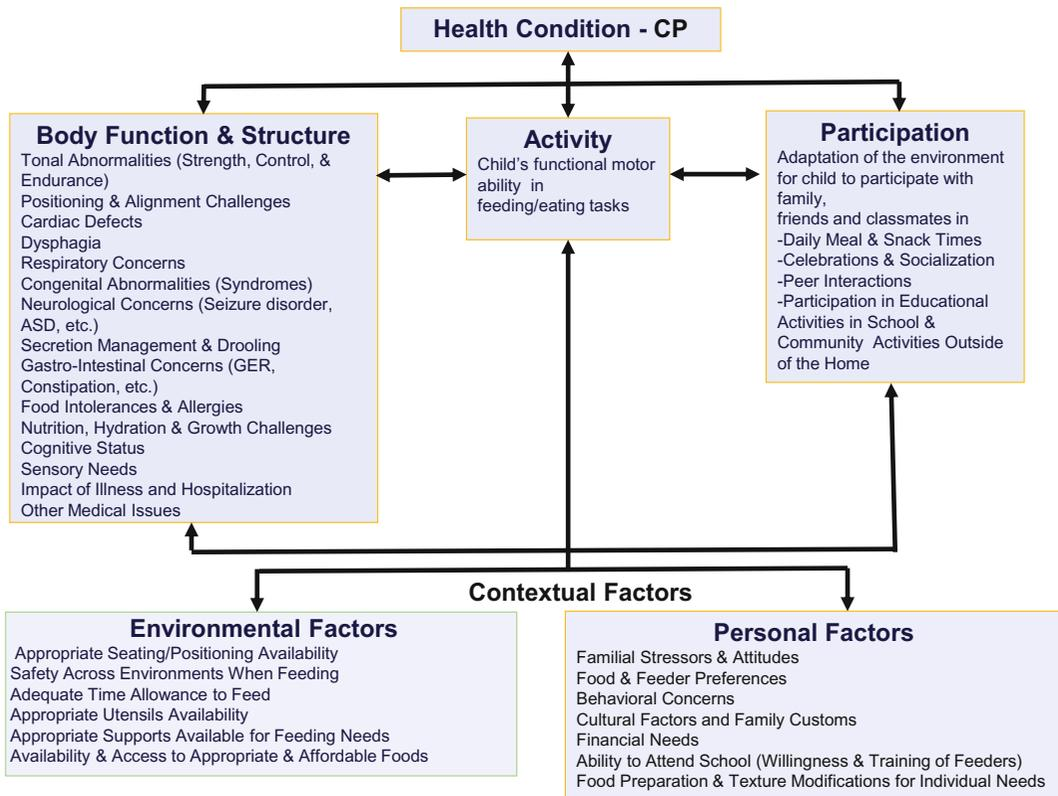 Health Condition - CP
Body Function & Structure
Tonal Abnormalities (Strength, Control, &
Endurance)
Positioning & Alignment Challenges
Cardiac Defects
Dysphagia
Respiratory Concerns
Congenital Abnormalities (Syndromes)
Neurological Concerns (Seizure disorder,
ASD, etc.)
Secretion Management & Drooling
Gastro-Intestinal Concerns (GER,
Constipation, etc.)
Food Intolerances & Allergies
Nutrition, Hydration & Growth Challenges
Cognitive Status
Sensory Needs
Impact of Illness and Hospitalization
Other Medical Issues
Activity
Child's functional motor
ability in
feeding/eating tasks
Participation
Adaptation of the environment
for child to participate with
family,
friends and classmates in
-Daily Meal & Snack Times
-Celebrations & Socialization
-Peer Interactions
-Participation in Educational
Activities in School &
Community Activities Outside
of the Home
Contextual Factors
Environmental Factors
Appropriate Seating/Positioning Availability
Safety Across Environments When Feeding
Adequate Time Allowance to Feed
Appropriate Utensils Availability
Appropriate Supports Available for Feeding Needs
Availability & Access to Appropriate & Affordable Foods
Personal Factors
Familial Stressors & Attitudes
Food & Feeder Preferences
Behavioral Concerns
Cultural Factors and Family Customs
Financial Needs
Ability to Attend School (Willingness & Training of Feeders)
Food Preparation & Texture Modifications for Individual Needs